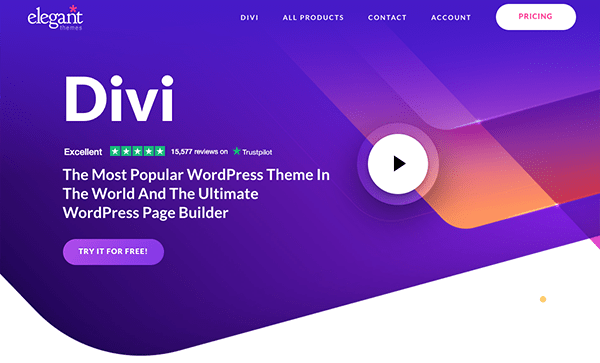 elegant
themes
DIVI ALL PRODUCTS CONTACT ACCOUNT PRICING
Divi
Excellent 15,577 reviews on Trustpilot
The Most Popular WordPress Theme In
The World And The Ultimate
WordPress Page Builder
TRY IT FOR FREE!